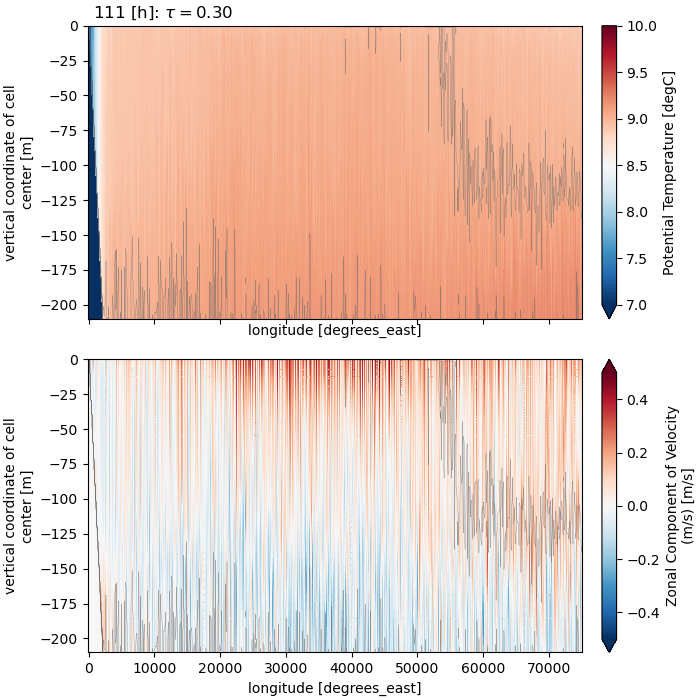 111 [h]: τ = 0.30
0
−25
−50
−75
−100
−125
−150
−175
−200
vertical coordinate of cell
center [m]
longitude [degrees_east]
10.0
9.5
9.0
8.5
8.0
7.5
7.0
Potential Temperature [degC]
0
−25
−50
−75
−100
−125
−150
−175
−200
vertical coordinate of cell
center [m]
0 10000 20000 30000 40000 50000 60000 70000
longitude [degrees_east]
0.4
0.2
0.0
−0.2
−0.4
Zonal Component of Velocity
(m/s) [m/s]